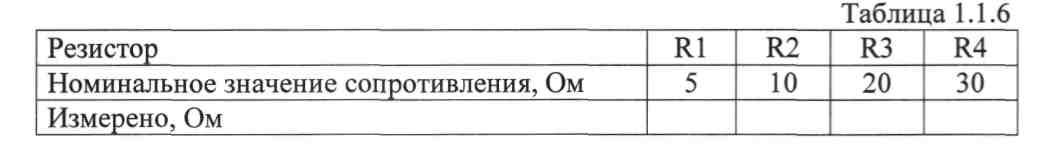 Таблица 1.1.6
Резистор R1 R2 R3 R4
Номинальное значение сопротивления, Ом 5 10 20 30
Измерено, Ом